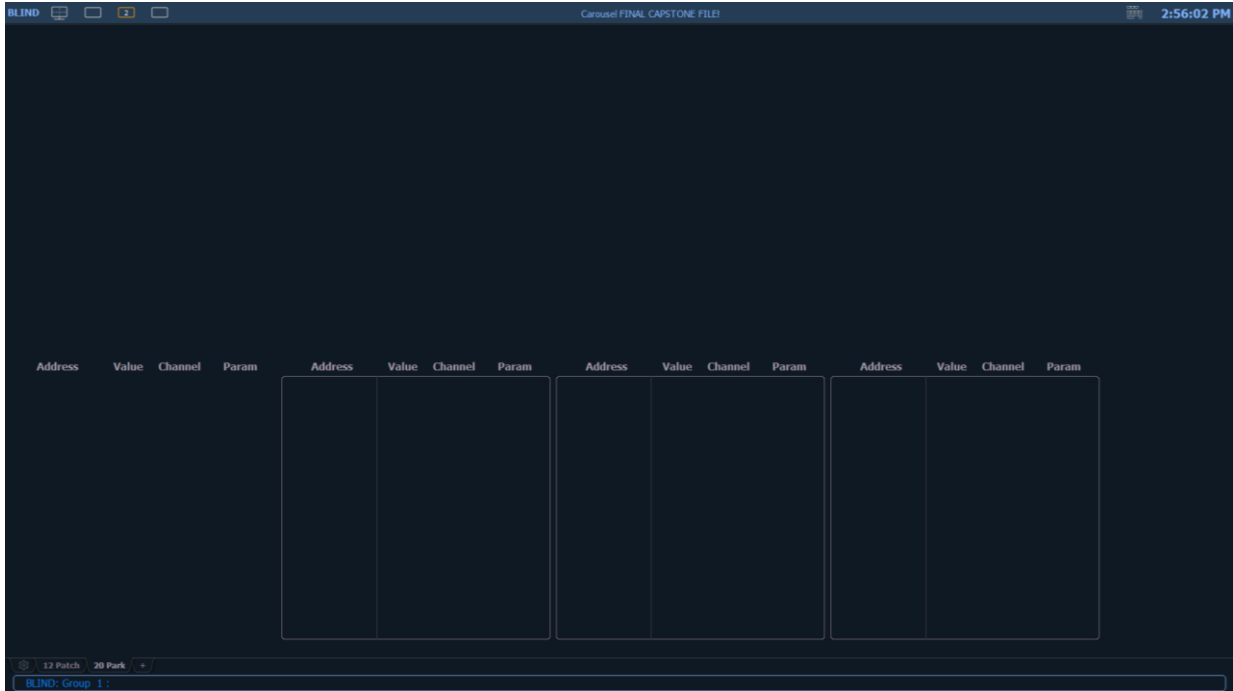 BLIND 2 Carousel FINAL CAPSTONE FILE! 2:56:02 PM
Address Value Channel Param Address Value Channel Param Address Value Channel Param Address Value Channel Param
12 Patch 20 Park +
BLIND: Group 1 :